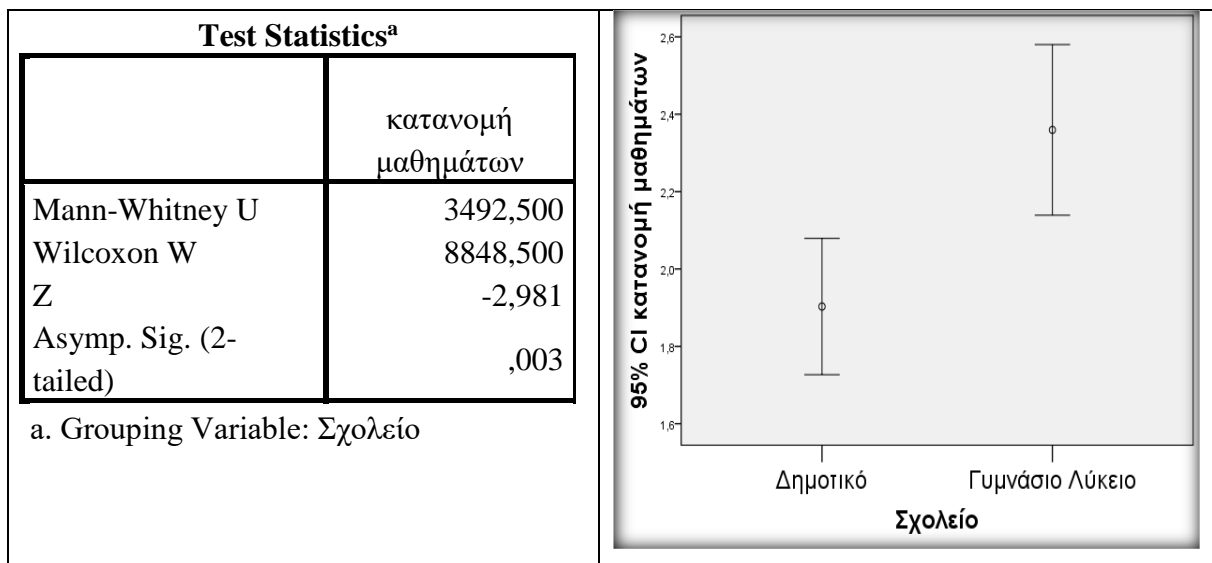 Test Statisticsa
κατανομή
μαθημάτων
Mann-Whitney U 3492,500
Wilcoxon W 8848,500
Z -2,981
Asymp. Sig. (2-
tailed) ,003
a. Grouping Variable: Σχολείο
95% CI κατανομή μαθημάτων
2,6
2,4
2,2
2,0
1,8
1,6
Δημοτικό Γυμνάσιο Λύκειο
Σχολείο